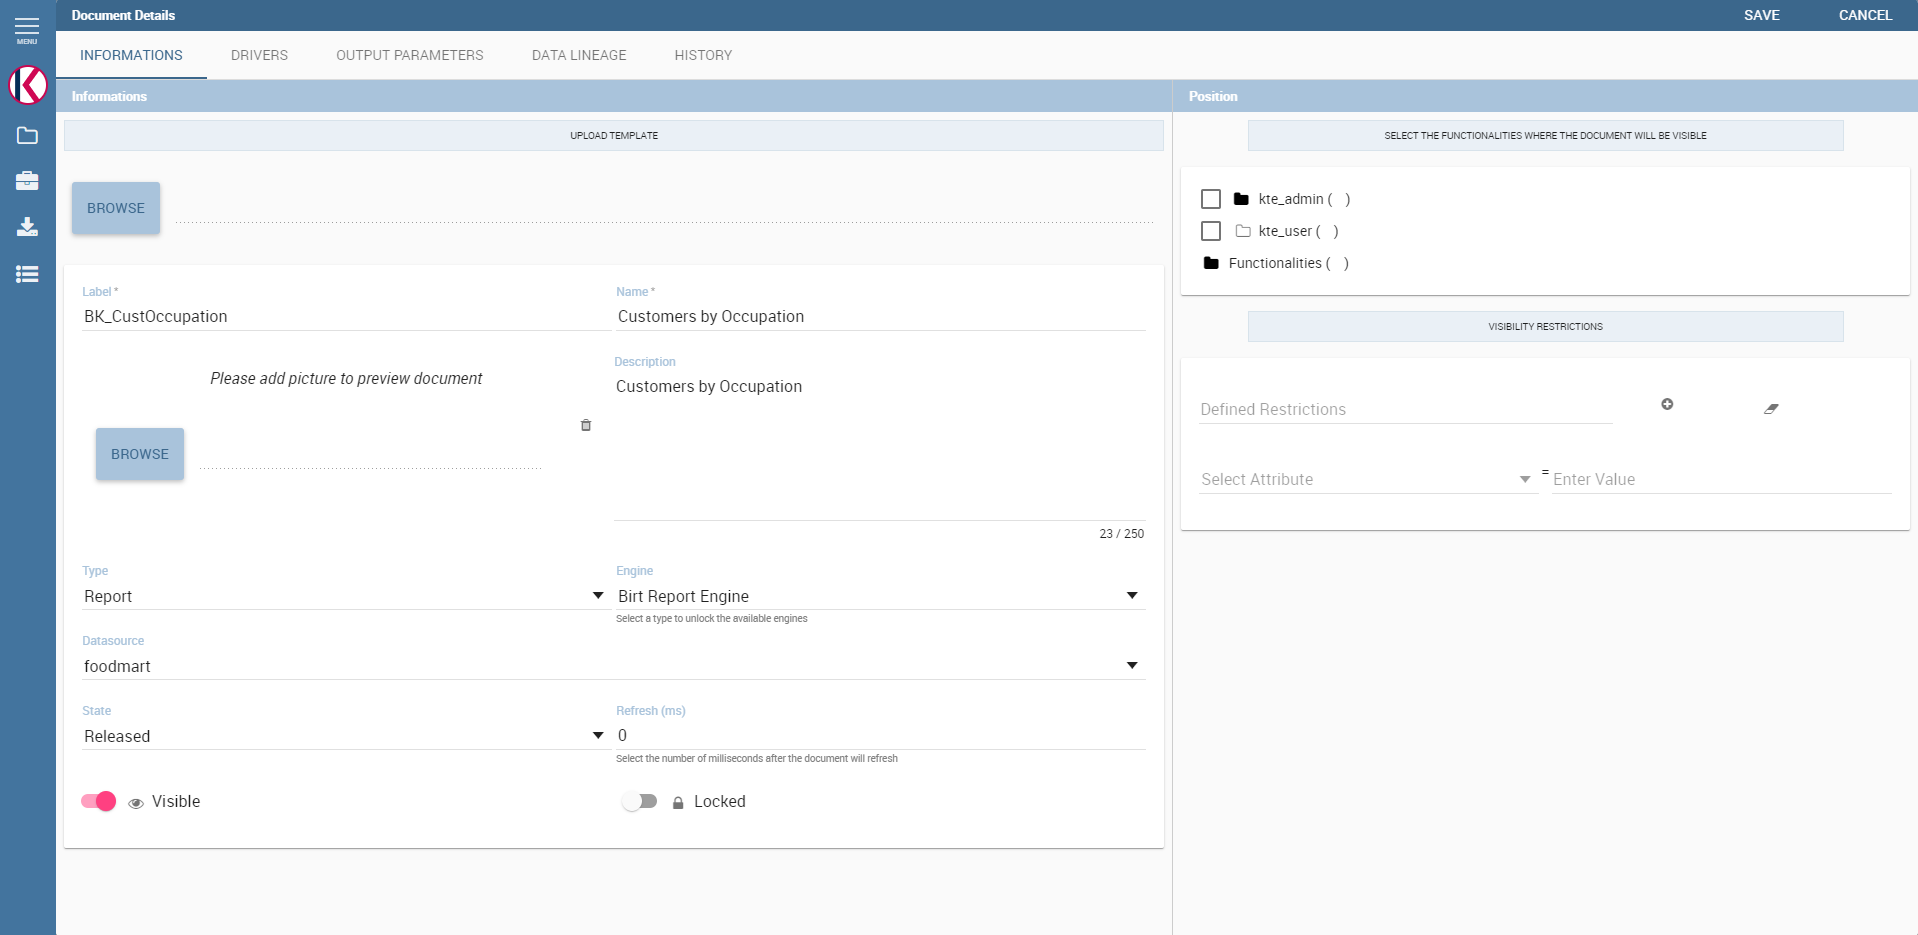 Document Details
SAVE
CANCEL
MENU
INFORMATIONS
DRIVERS
OUTPUT PARAMETERS
DATA LINEAGE
HISTORY
Informations
UPLOAD TEMPLATE
BROWSE
Label *
BK_CustOccupation
Name *
Customers by Occupation
Please add picture to preview document
BROWSE
Description
Customers by Occupation
23 / 250
Type
Report
Engine
Birt Report Engine
Select a type to unlock the available engines
Datasource
foodmart
State
Released
Refresh (ms)
0
Select the number of milliseconds after the document will refresh
Visible
Locked
Position
SELECT THE FUNCTIONALITIES WHERE THE DOCUMENT WILL BE VISIBLE
kte_admin ( )
kte_user ( )
Functionalities ( )
VISIBILITY RESTRICTIONS
Defined Restrictions
Select Attribute
=
Enter Value